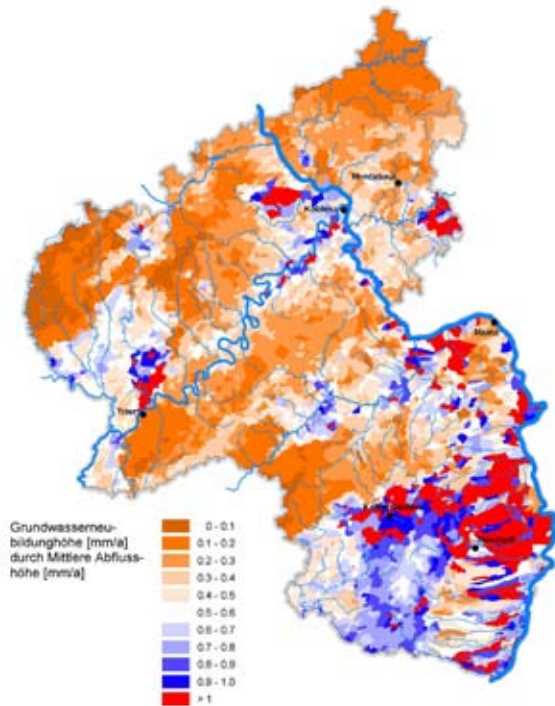 Montabaur
Koblenz
Mainz
Trier
Neustadt
Grundwasserneu-
bildunghöhe [mm/a]
durch Mittlere Abfluss-
höhe [mm/a]
0 - 0.1
0.1 - 0.2
0.2 - 0.3
0.3 - 0.4
0.4 - 0.5
0.5 - 0.6
0.6 - 0.7
0.7 - 0.8
0.8 - 0.9
0.9 - 1.0
> 1